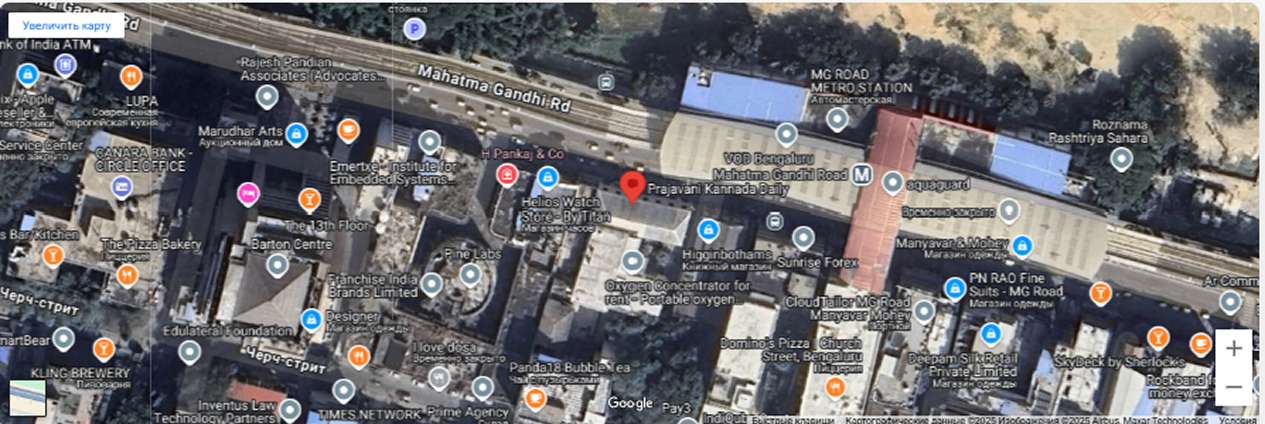 Увеличить карту
стоянка
nk of India ATM
Rajesh Pandian
Associates (Advocates...
Mahatma Gandhi Rd
MG ROAD
METRO STATION
Автомастерская
LUPA
Современная
европейская кухня
Marudhar Arts
Аукционный дом
Service Center
CANARA BANK -
CIRCLE OFFICE
Emertxe - Institute for
Embedded Systems...
H Pankaj & Co
VOD Bengaluru
Mahatma Gandhi Road
Roznama
Rashtriya Sahara
Prajavani Kannada Daily
aquaguard
Helios Watch
Store - By Titan
Магазин часов
Временно закрыто
The 13th Floor
s Bar/Kitchen
The Pizza Bakery
Пиццерия
Barton Centre
Pine Labs
Higginbothams
Книжный магазин
Sunrise Forex
Manyavar & Mohey
Магазин одежды
Franchise India
Brands Limited
Oxygen Concentrator for
rent - Portable oxygen...
PN RAO Fine
Suits - MG Road
Магазин одежды
Ar Comm
Черч-стрит
CloudTailor MG Road
Manyavar Mohey
Портной
Designer
Магазин одежды
Edulateral Foundation
martBear
Черч-стрит
I love dosa
Временно закрыто
Domino's Pizza - Church
Street, Bengaluru
Пиццерия
Deepam Silk Retail
Private Limited
Магазин одежды
SkyDeck by Sherlock's
KLING BREWERY
Пивоварня
Panda18 Bubble Tea
Чай с пузырьками
Rockband fo
money exc
Inventus Law
Technology Partners
TIMES NETWORK
Prime Agency
Google
Pay3
IndiQub
Быстрые клавиши
Картографические данные ©2025 Изображения ©2025 Airbus, Maxar Technologies
Условия